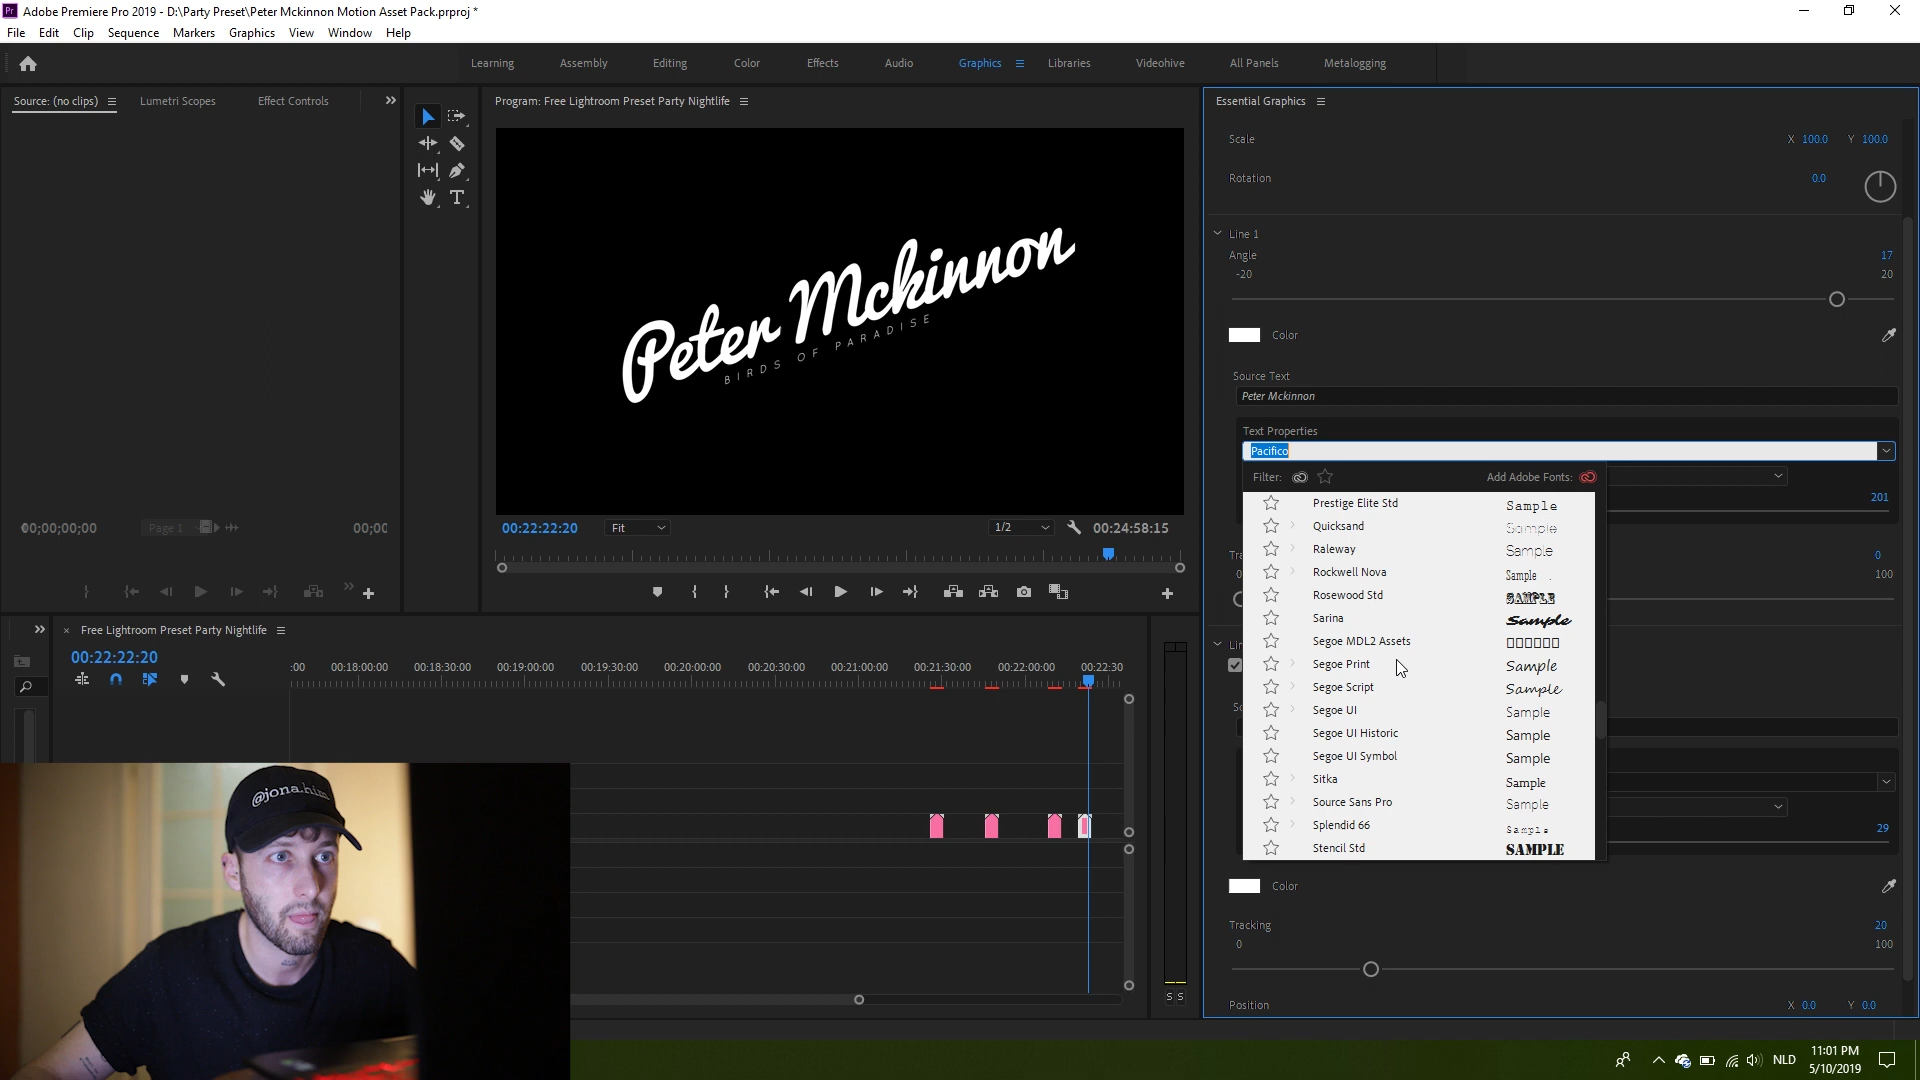 Adobe Premiere Pro 2019 - D:\Party Preset\Peter Mckinnon Motion Asset Pack.prproj *
File Edit Clip Sequence Markers Graphics View Window Help
Learning Assembly Editing Color Effects Audio Graphics Libraries Videohive All Panels Metalogging
Source: (no clips) Lumetri Scopes Effect Controls
Program: Free Lightroom Preset Party Nightlife
Essential Graphics
Scale X 100.0 Y 100.0
Rotation 0.0
Line 1
Angle 17
-20 20
Color
Source Text
Peter Mckinnon
Text Properties
Pacifico
Filter: Add Adobe Fonts:
201
Prestige Elite Std Sample
Quicksand Sample
Raleway Sample
Rockwell Nova Sample
Rosewood Std SAMPLE
Sarina Sample
Segoe MDL2 Assets
Segoe Print Sample
Segoe Script Sample
Segoe UI Sample
Segoe UI Historic Sample
Segoe UI Symbol Sample
Sitka Sample
Source Sans Pro Sample
Splendid 66 Sample
Stencil Std SAMPLE
0
100
29
Color
Tracking 20
0 100
Position X 0.0 Y 0.0
Peter Mckinnon
BIRDS OF PARADISE
00;00;00;00 Page 1 00;00
00:22:22:20 Fit 1/2 00:24:58:15
Free Lightroom Preset Party Nightlife
00:22:22:20
:00 00:18:00:00 00:18:30:00 00:19:00:00 00:19:30:00 00:20:00:00 00:20:30:00 00:21:00:00 00:21:30:00 00:22:00:00 00:22:30
S S
@jona.him
NLD
11:01 PM
5/10/2019